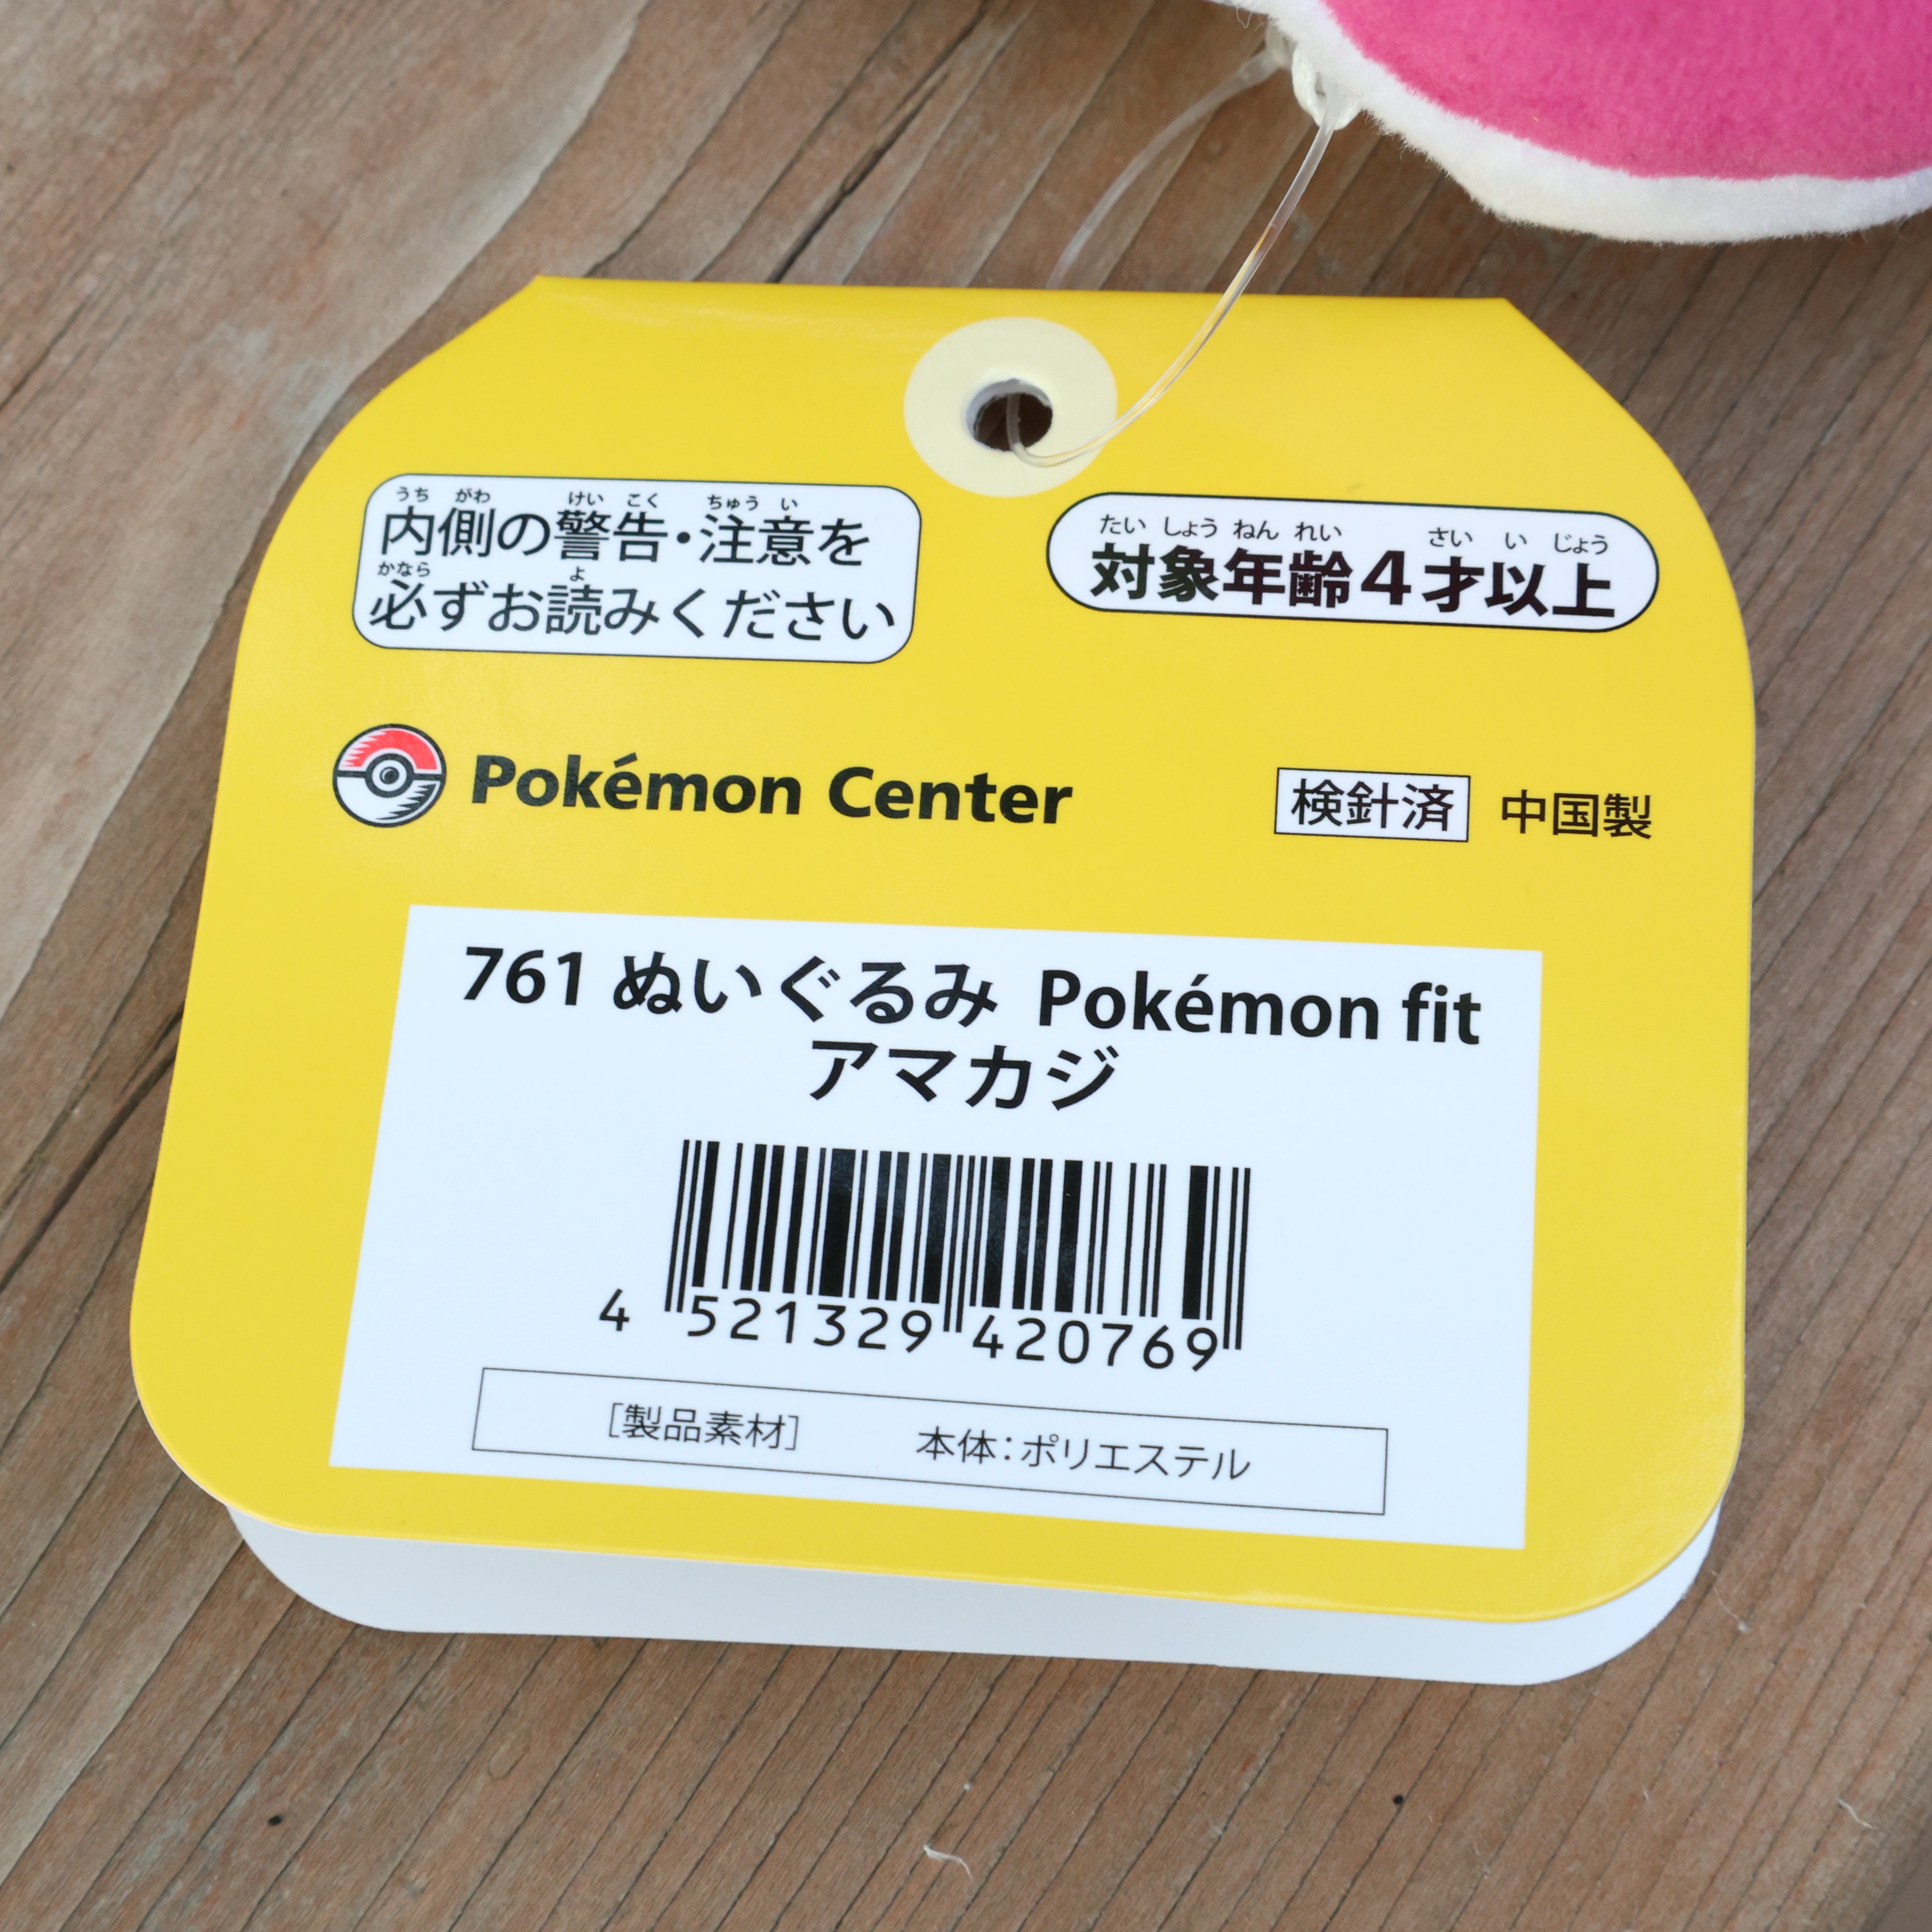 うち がわ けい こく ちゅう い
内側の警告・注意を
かなら よ
必ずお読みください
たい しょう ねん れい さい い じょう
対象年齢4才以上
Pokémon Center
検針済 中国製
761 ぬいぐるみ Pokémon fit
アマカジ
4 521329 420769
[製品素材] 本体：ポリエステル